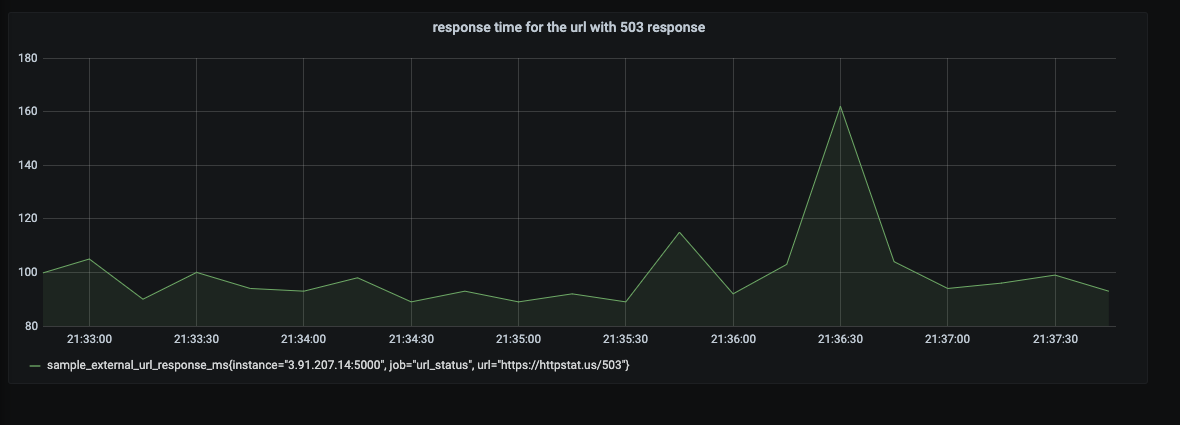 response time for the url with 503 response
180
160
140
120
100
80
21:33:00 21:33:30 21:34:00 21:34:30 21:35:00 21:35:30 21:36:00 21:36:30 21:37:00 21:37:30
sample_external_url_response_ms{instance="3.91.207.14:5000", job="url_status", url="https://httpstat.us/503"}